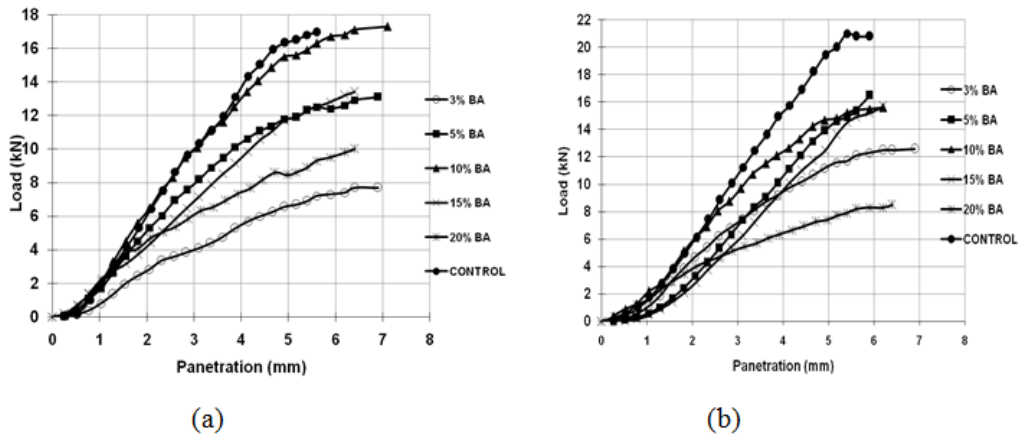 18
16
14
12
10
8
6
4
2
0
Load (kN)
0 1 2 3 4 5 6 7 8
Panetration (mm)
3% BA
5% BA
10% BA
15% BA
20% BA
CONTROL
(a)
22
20
18
16
14
12
10
8
6
4
2
0
Load (kN)
0 1 2 3 4 5 6 7 8
Panetration (mm)
3% BA
5% BA
10% BA
15% BA
20% BA
CONTROL
(b)